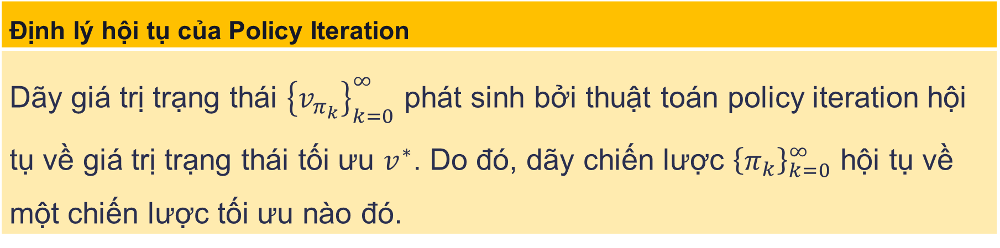 Định lý hội tụ của Policy Iteration
Dãy giá trị trạng thái $\{v_{\pi_k}\}_{k=0}^{\infty}$ phát sinh bởi thuật toán policy iteration hội
tụ về giá trị trạng thái tối ưu $v^*$. Do đó, dãy chiến lược $\{\pi_k\}_{k=0}^{\infty}$ hội tụ về
một chiến lược tối ưu nào đó.